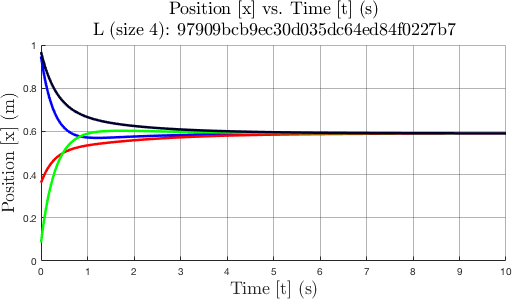 Position [x] vs. Time [t] (s)
L (size 4): 97909bcb9ec30d035dc64ed84f0227b7
Position [x] (m)
1
0.8
0.6
0.4
0.2
0
0 1 2 3 4 5 6 7 8 9 10
Time [t] (s)